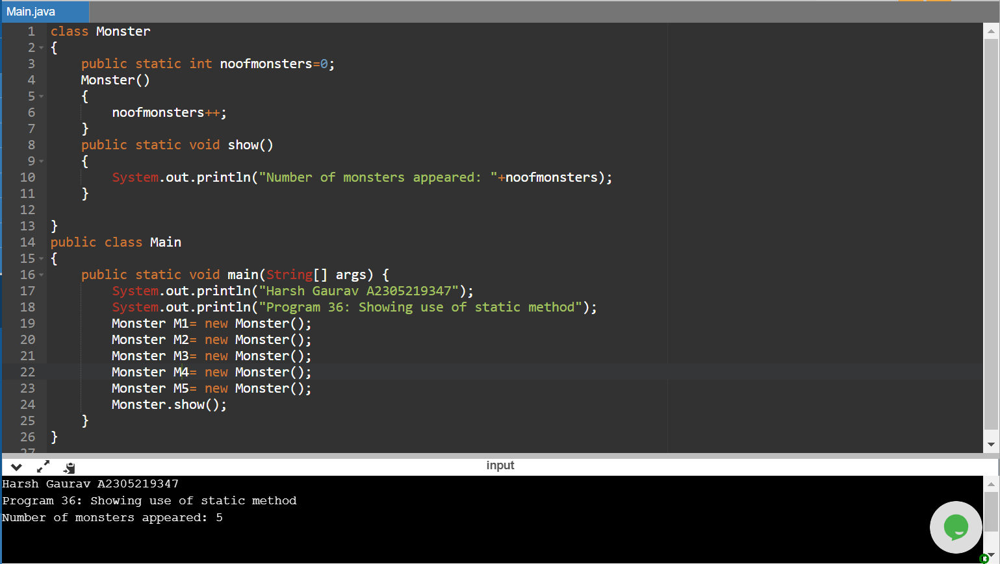 Main.java
1 class Monster
2 {
3     public static int noofmonsters=0;
4     Monster()
5     {
6         noofmonsters++;
7     }
8     public static void show()
9     {
10         System.out.println("Number of monsters appeared: "+noofmonsters);
11     }
12
13 }
14 public class Main
15 {
16     public static void main(String[] args) {
17         System.out.println("Harsh Gaurav A2305219347");
18         System.out.println("Program 36: Showing use of static method");
19         Monster M1= new Monster();
20         Monster M2= new Monster();
21         Monster M3= new Monster();
22         Monster M4= new Monster();
23         Monster M5= new Monster();
24         Monster.show();
25     }
26 }
27
input
Harsh Gaurav A2305219347
Program 36: Showing use of static method
Number of monsters appeared: 5